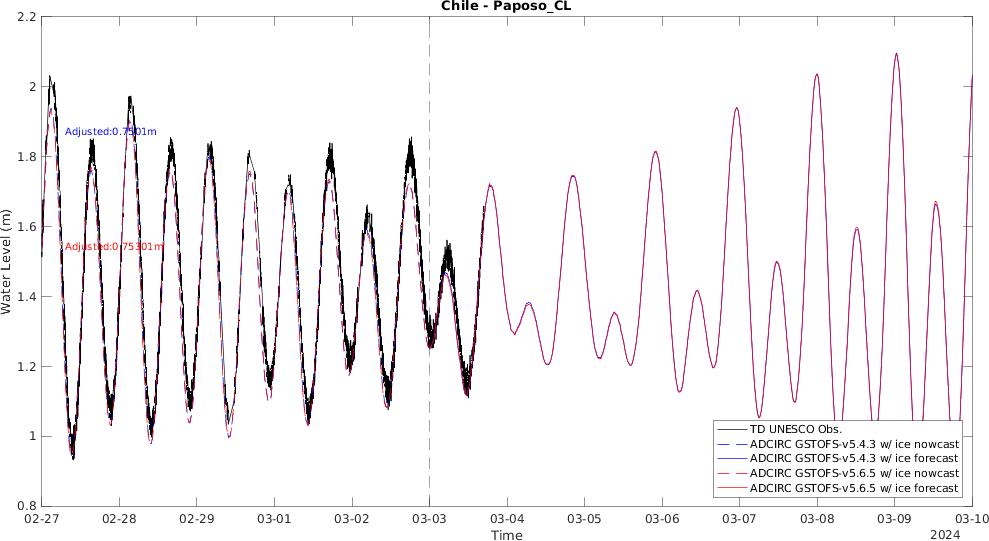 Chile - Paposo_CL
2.2
2
1.8
1.6
1.4
1.2
1
0.8
Water Level (m)
Adjusted:0.7501m
Adjusted:0.75301m
TD UNESCO Obs.
ADCIRC GSTOFS-v5.4.3 w/ ice nowcast
ADCIRC GSTOFS-v5.4.3 w/ ice forecast
ADCIRC GSTOFS-v5.6.5 w/ ice nowcast
ADCIRC GSTOFS-v5.6.5 w/ ice forecast
02-27 02-28 02-29 03-01 03-02 03-03 03-04 03-05 03-06 03-07 03-08 03-09 03-10
Time
2024